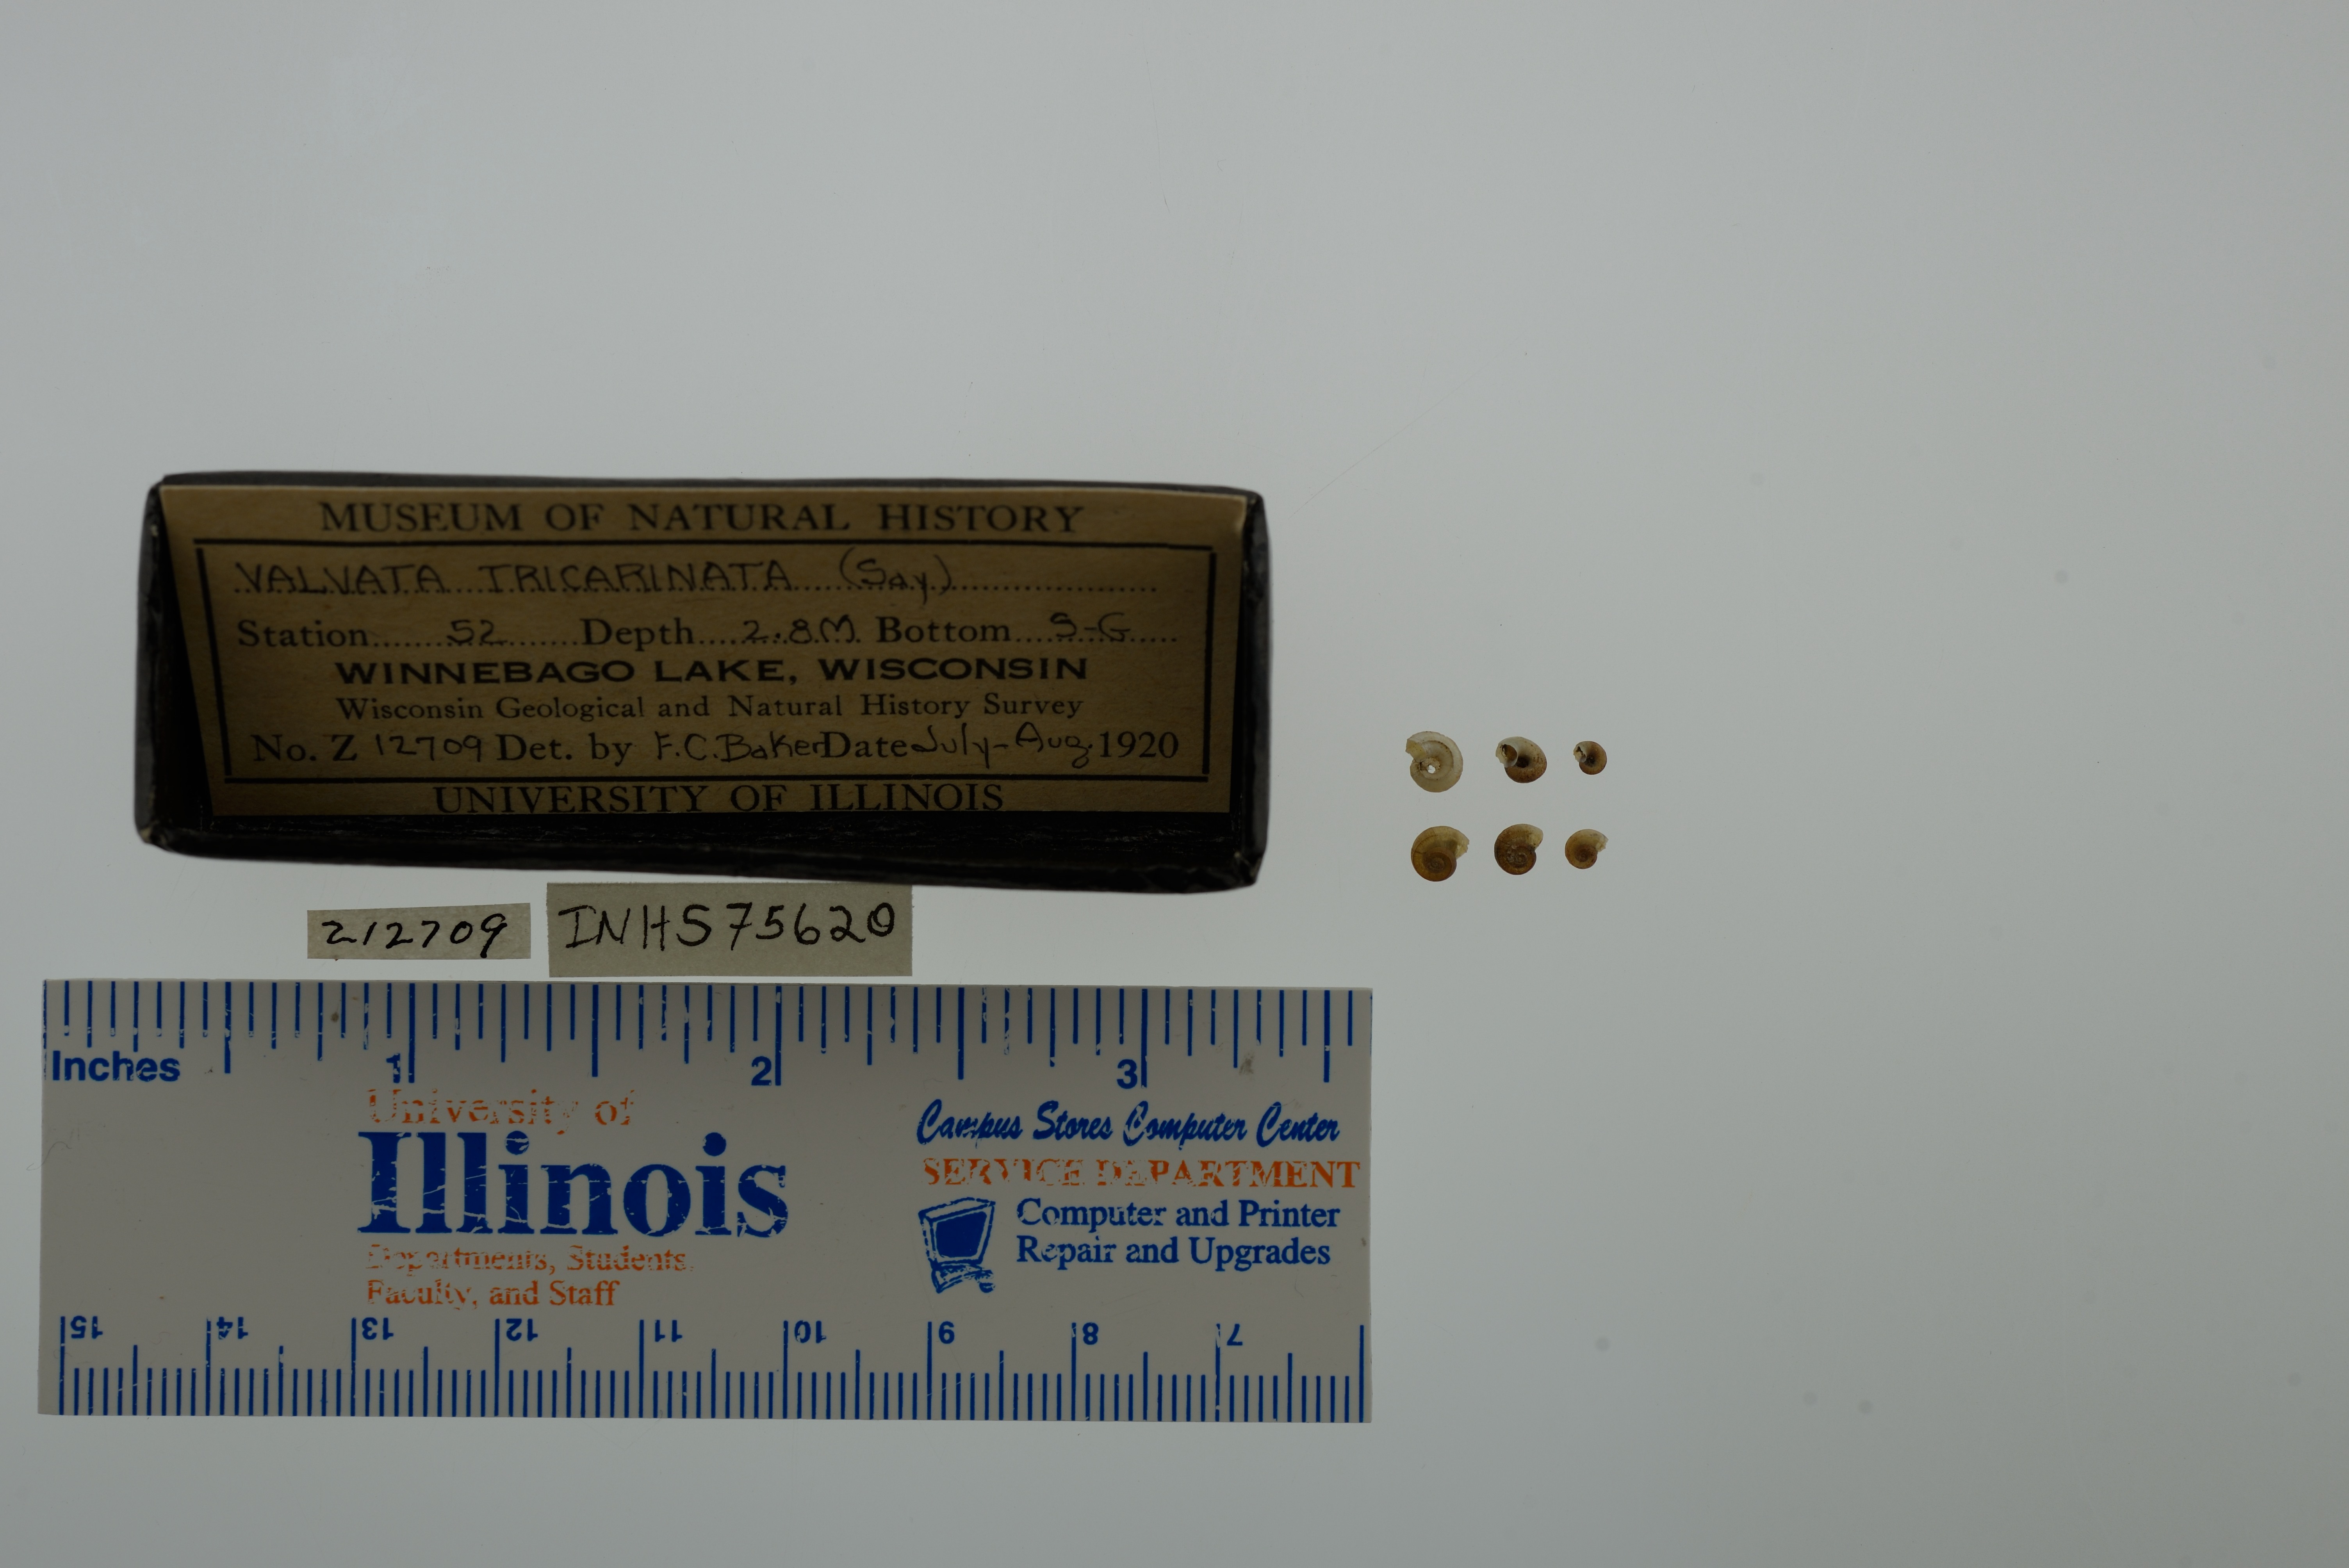 MUSEUM OF NATURAL HISTORY
VALVATA TRICARINATA (Say)
Station 52 Depth 2.8M. Bottom S-G
WINNEBAGO LAKE, WISCONSIN
Wisconsin Geological and Natural History Survey
No. Z 12709 Det. by F.C.Baker Date July-Aug. 1920
UNIVERSITY OF ILLINOIS
Z12709 INHS75620
Inches 1 2 3
University of
Illinois
Departments, Students,
Faculty, and Staff
Campus Stores Computer Center
SERVICE DEPARTMENT
Computer and Printer
Repair and Upgrades
15 14 13 12 11 10 9 8 7